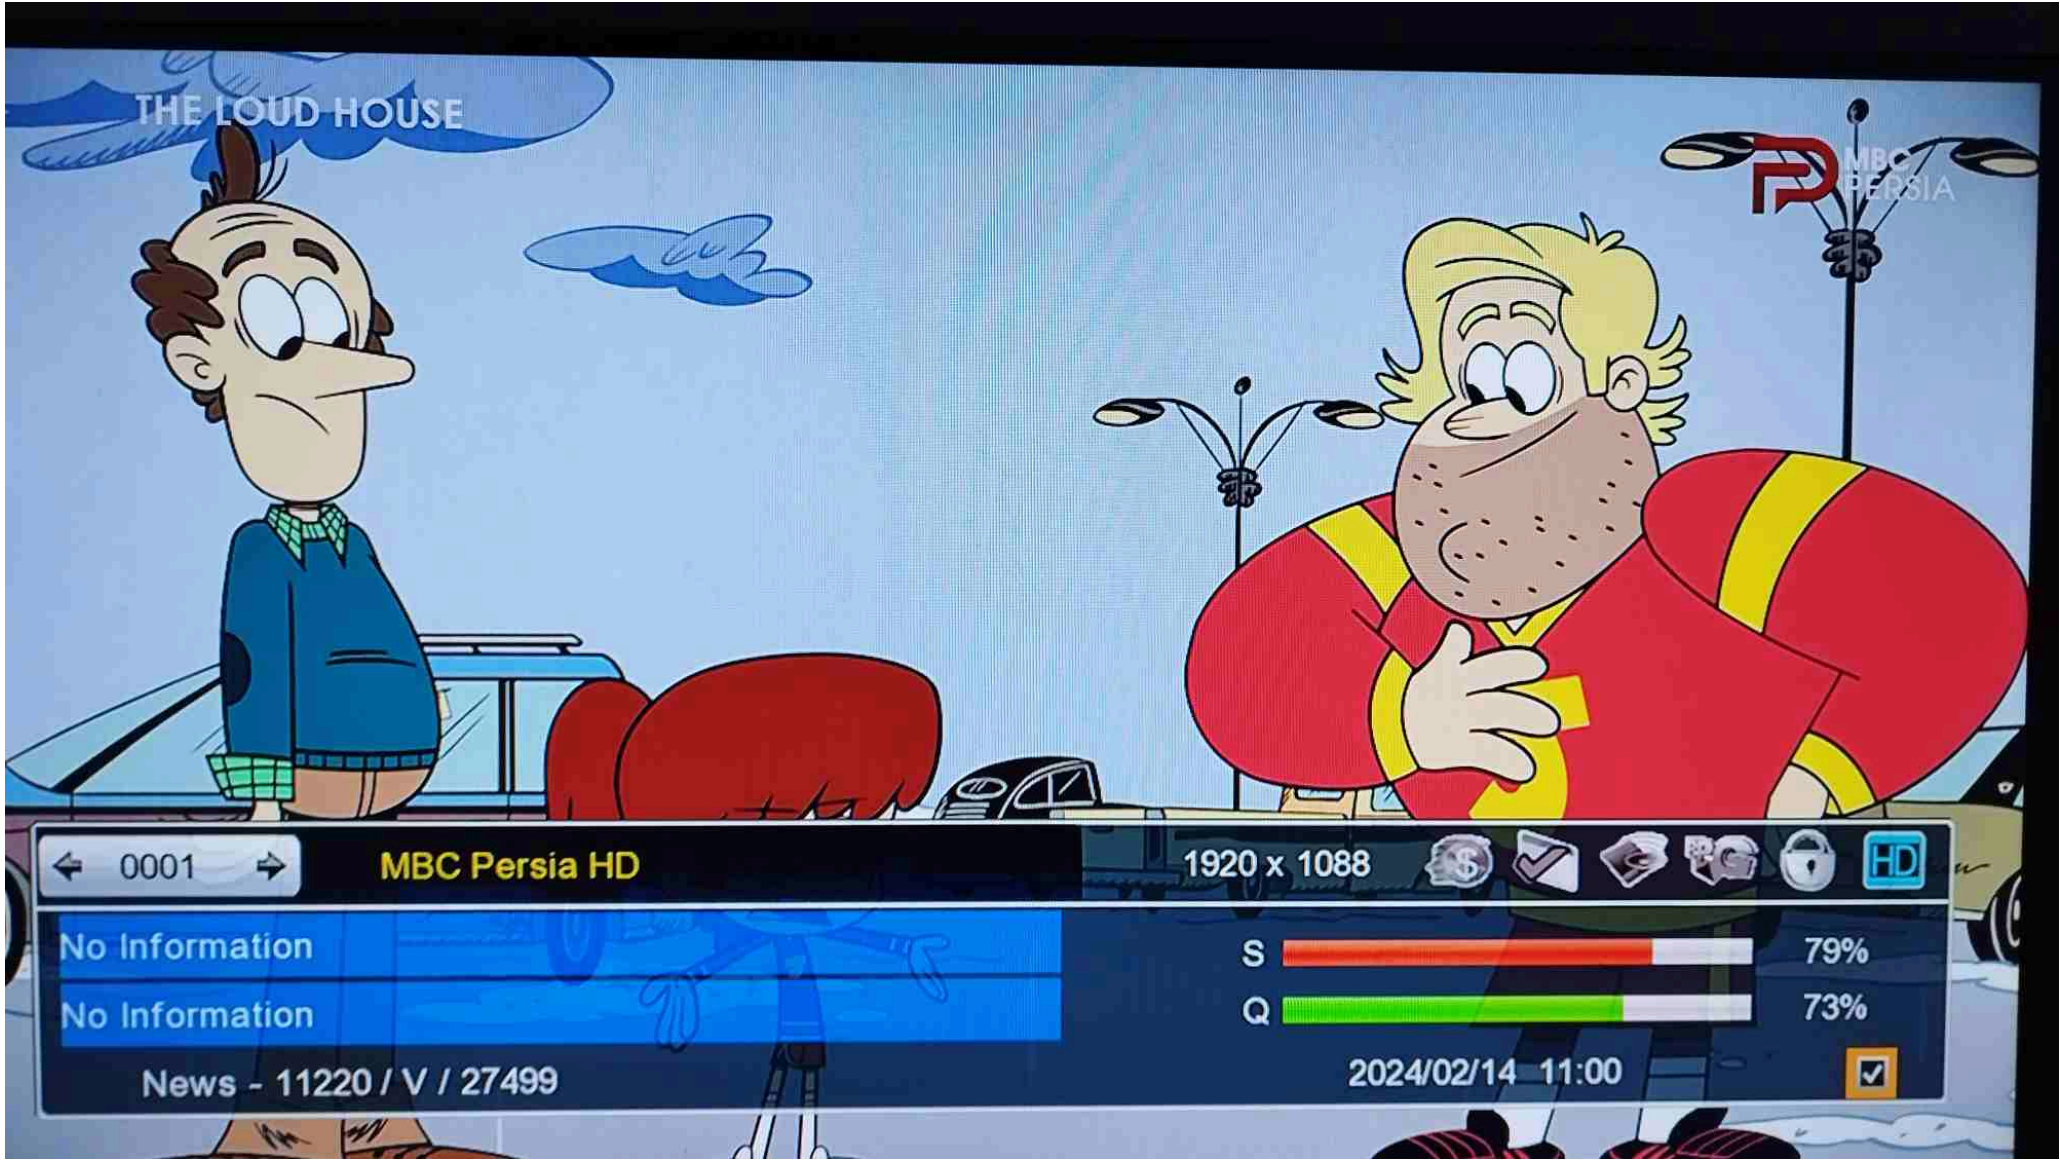 THE LOUD HOUSE
MBC
PERSIA
0001
MBC Persia HD
1920 x 1088
HD
No Information
S 79%
No Information
Q 73%
News - 11220 / V / 27499
2024/02/14 11:00